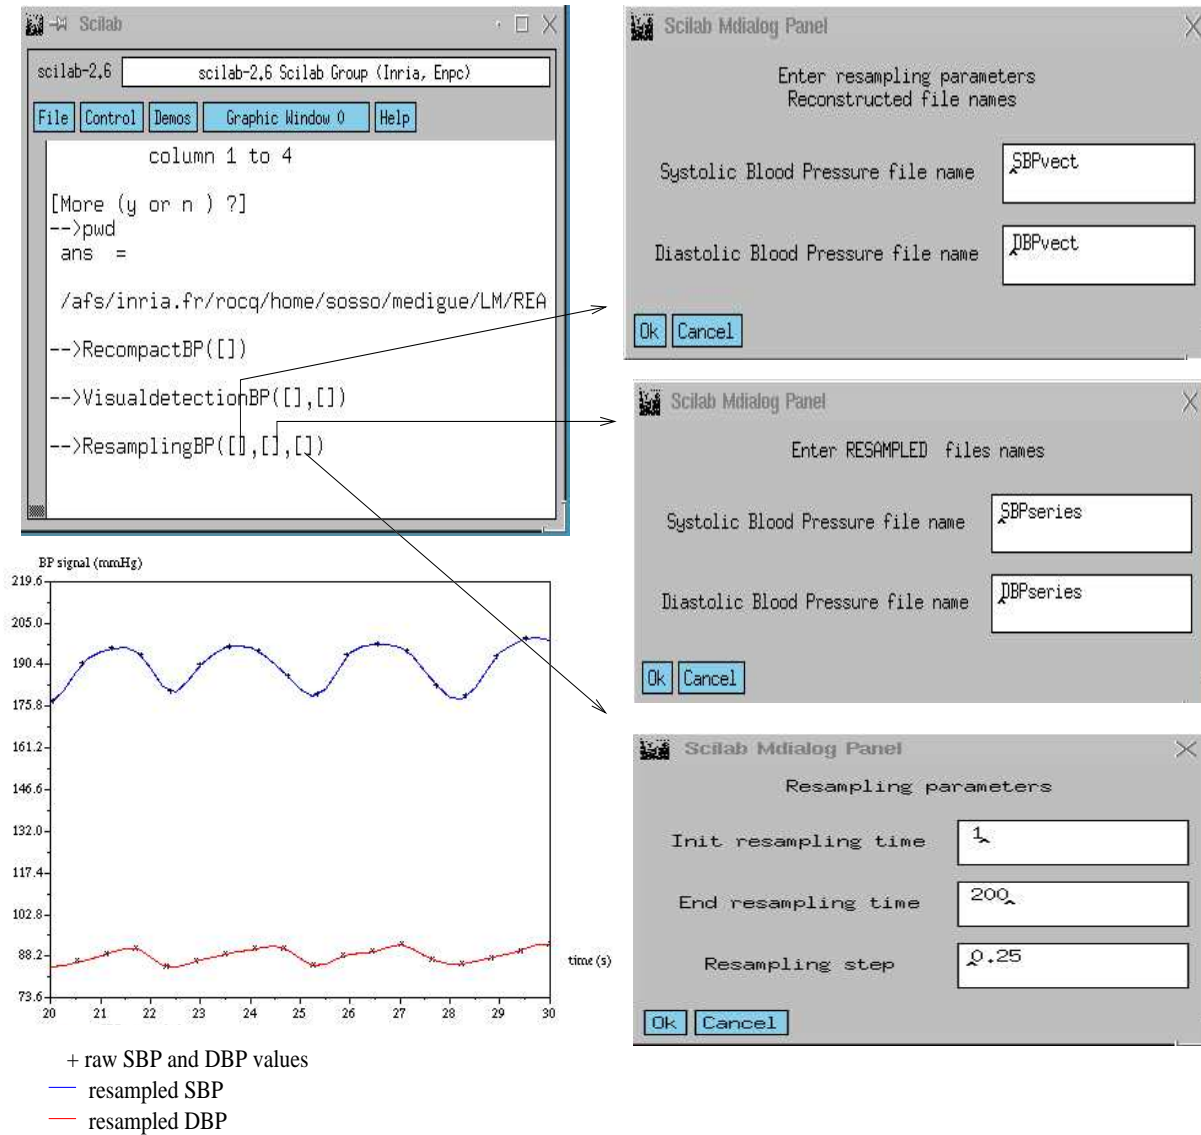 Scilab
scilab-2.6 scilab-2.6 Scilab Group (Inria, Enpc)
File Control Demos Graphic Window 0 Help
column 1 to 4
[More (y or n ) ?]
-->pwd
ans =
/afs/inria.fr/rocq/home/sosso/medigue/LM/REA
-->RecompactBP([])
-->VisualdetectionBP([],[])
-->ResamplingBP([],[],[])
Scilab Mdialog Panel
Enter resampling parameters
Reconstructed file names
Systolic Blood Pressure file name SBPvect
Diastolic Blood Pressure file name DBPvect
Ok Cancel
Scilab Mdialog Panel
Enter RESAMPLED files names
Systolic Blood Pressure file name SBPseries
Diastolic Blood Pressure file name DBPseries
Ok Cancel
Scilab Mdialog Panel
Resampling parameters
Init resampling time 1
End resampling time 200
Resampling step 0.25
Ok Cancel
BP signal (mmHg)
219.6
205.0
190.4
175.8
161.2
146.6
132.0
117.4
102.8
88.2
73.6
20 21 22 23 24 25 26 27 28 29 30
time (s)
+ raw SBP and DBP values
resampled SBP
resampled DBP